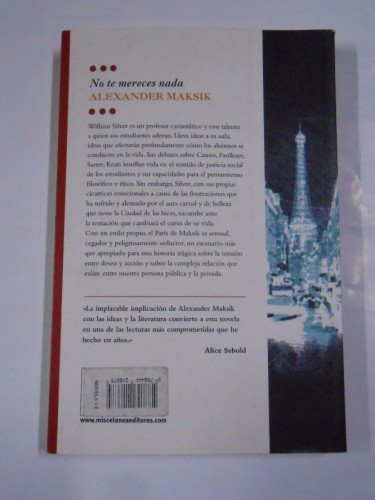 No te mereces nada
ALEXANDER MAKSIK
William Silver es un profesor carismático y con talento
a quien sus estudiantes adoran. Lleva ideas a su aula,
ideas que afectarán profundamente cómo los alumnos se
conducen en la vida. Sus debates sobre Camus, Faulkner,
Sartre, Keats insuflan vida en el sentido de justicia social
de los estudiantes y sus capacidades para el pensamiento
filosófico y ético. Sin embargo, Silver, con sus propias
cicatrices emocionales a causa de las frustraciones que
ha sufrido y alentado por el aura carnal y de belleza
que tiene la Ciudad de las luces, sucumbe ante
la tentación que cambiará el curso de su vida.
Con un estilo propio, el París de Maksik es sensual,
cegador y peligrosamente seductor, un escenario más
que apropiado para una historia trágica sobre la tensión
entre deseo y acción y sobre la compleja relación que
existe entre nuestra persona pública y la privada.
«La implacable implicación de Alexander Maksik
con las ideas y la literatura convierte a esta novela
en una de las lecturas más comprometidas que he
hecho en años.»
Alice Sebold
www.miscelaneaeditores.com